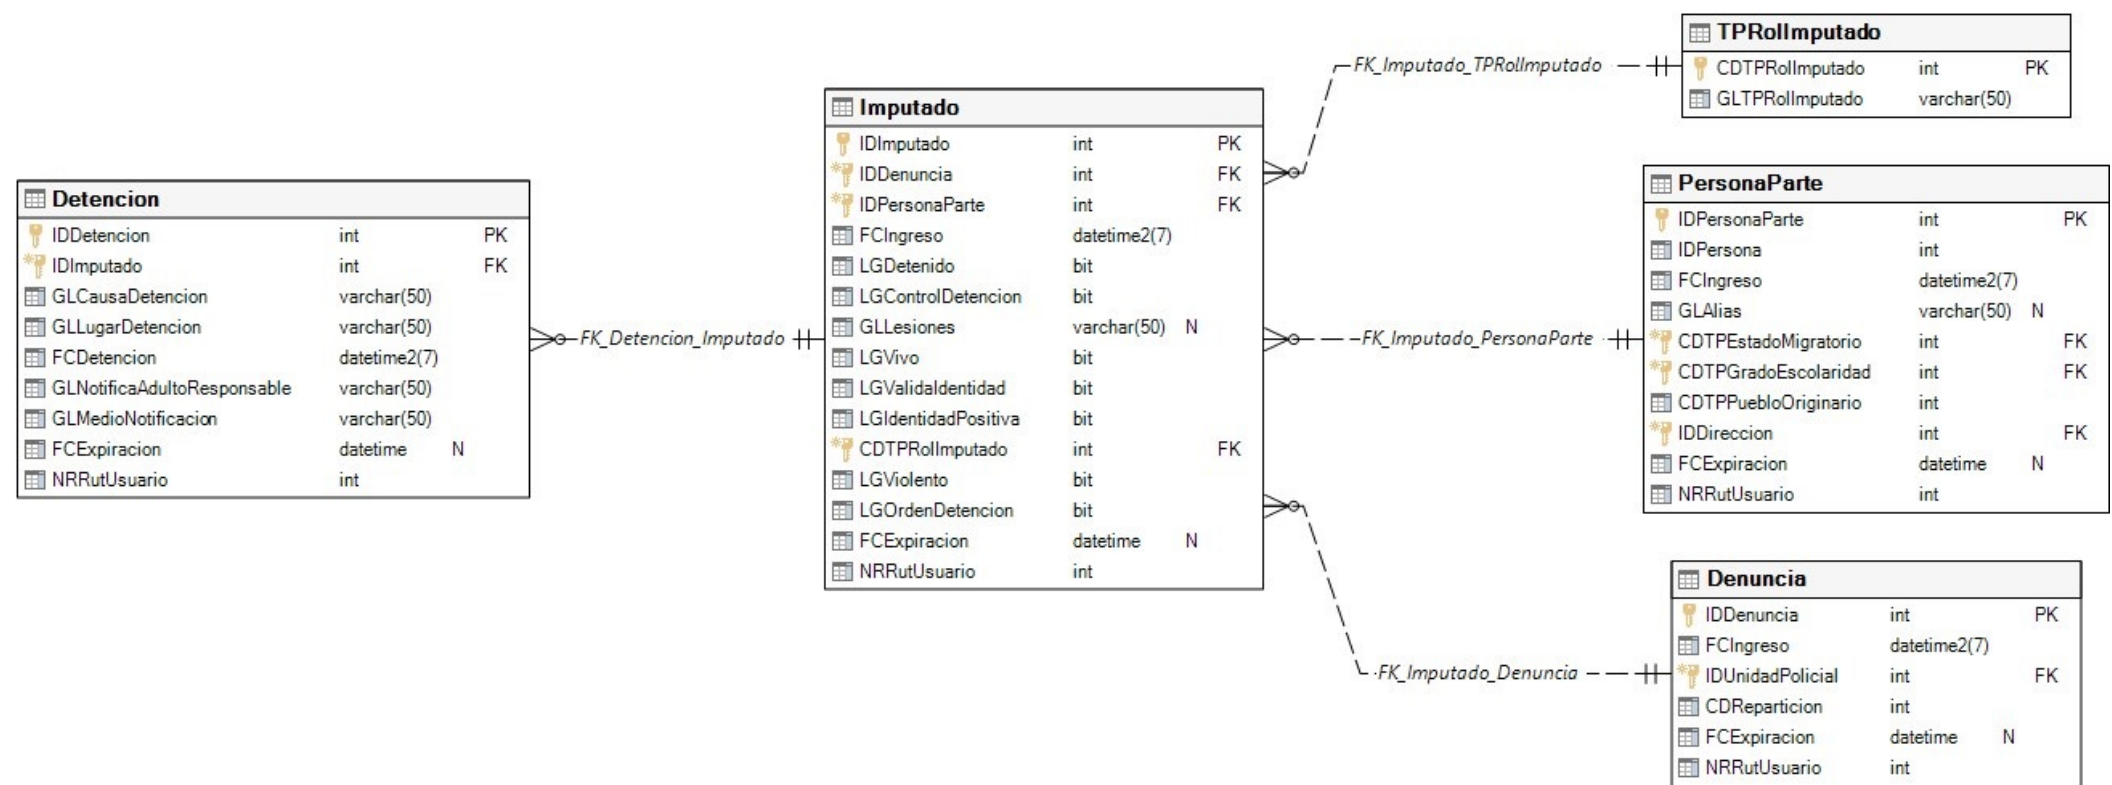 Detencion
IDDetencion int PK
IDImputado int FK
GLCausaDetencion varchar(50)
GLLugarDetencion varchar(50)
FCDetencion datetime2(7)
GLNotificaAdultoResponsable varchar(50)
GLMedioNotificacion varchar(50)
FCExpiracion datetime N
NRRutUsuario int
FK_Detencion_Imputado
Imputado
IDImputado int PK
IDDenuncia int FK
IDPersonaParte int FK
FCIngreso datetime2(7)
LGDetenido bit
LGControlDetencion bit
GLLesiones varchar(50) N
LGVivo bit
LGValidaIdentidad bit
LGIdentidadPositiva bit
CDTPRolImputado int FK
LGViolento bit
LGOrdenDetencion bit
FCExpiracion datetime N
NRRutUsuario int
FK_Imputado_TPRolImputado
TPRolImputado
CDTPRolImputado int PK
GLTPRolImputado varchar(50)
FK_Imputado_PersonaParte
PersonaParte
IDPersonaParte int PK
IDPersona int
FCIngreso datetime2(7)
GLAlias varchar(50) N
CDTPEstadoMigratorio int FK
CDTPGradoEscolaridad int FK
CDTPPuebloOriginario int
IDDireccion int FK
FCExpiracion datetime N
NRRutUsuario int
FK_Imputado_Denuncia
Denuncia
IDDenuncia int PK
FCIngreso datetime2(7)
IDUnidadPolicial int FK
CDReparticion int
FCExpiracion datetime N
NRRutUsuario int